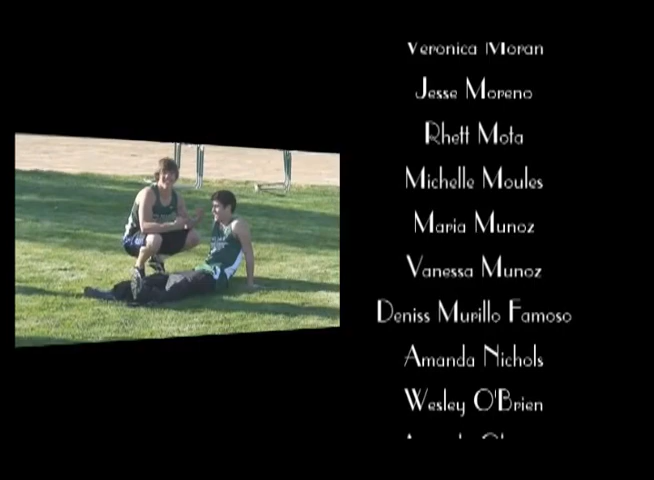 Veronica Moran
Jesse Moreno
Rhett Mota
Michelle Moules
Maria Munoz
Vanessa Munoz
Deniss Murillo Famoso
Amanda Nichols
Wesley O'Brien